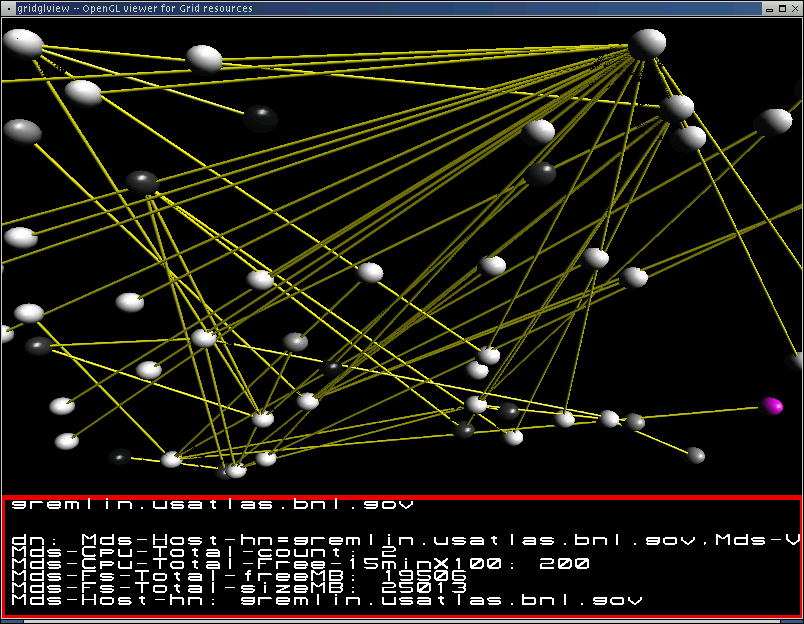 gridglview -- OpenGL viewer for Grid resources
gremlin.usatlas.bnl.gov
dn: Mds-Host-hn=gremlin.usatlas.bnl.gov,Mds-V
Mds-Cpu-Total-count: 2
Mds-Cpu-Total-Free-15minX100: 200
Mds-Fs-Total-freeMB: 19506
Mds-Fs-Total-sizeMB: 25013
Mds-Host-hn: gremlin.usatlas.bnl.gov